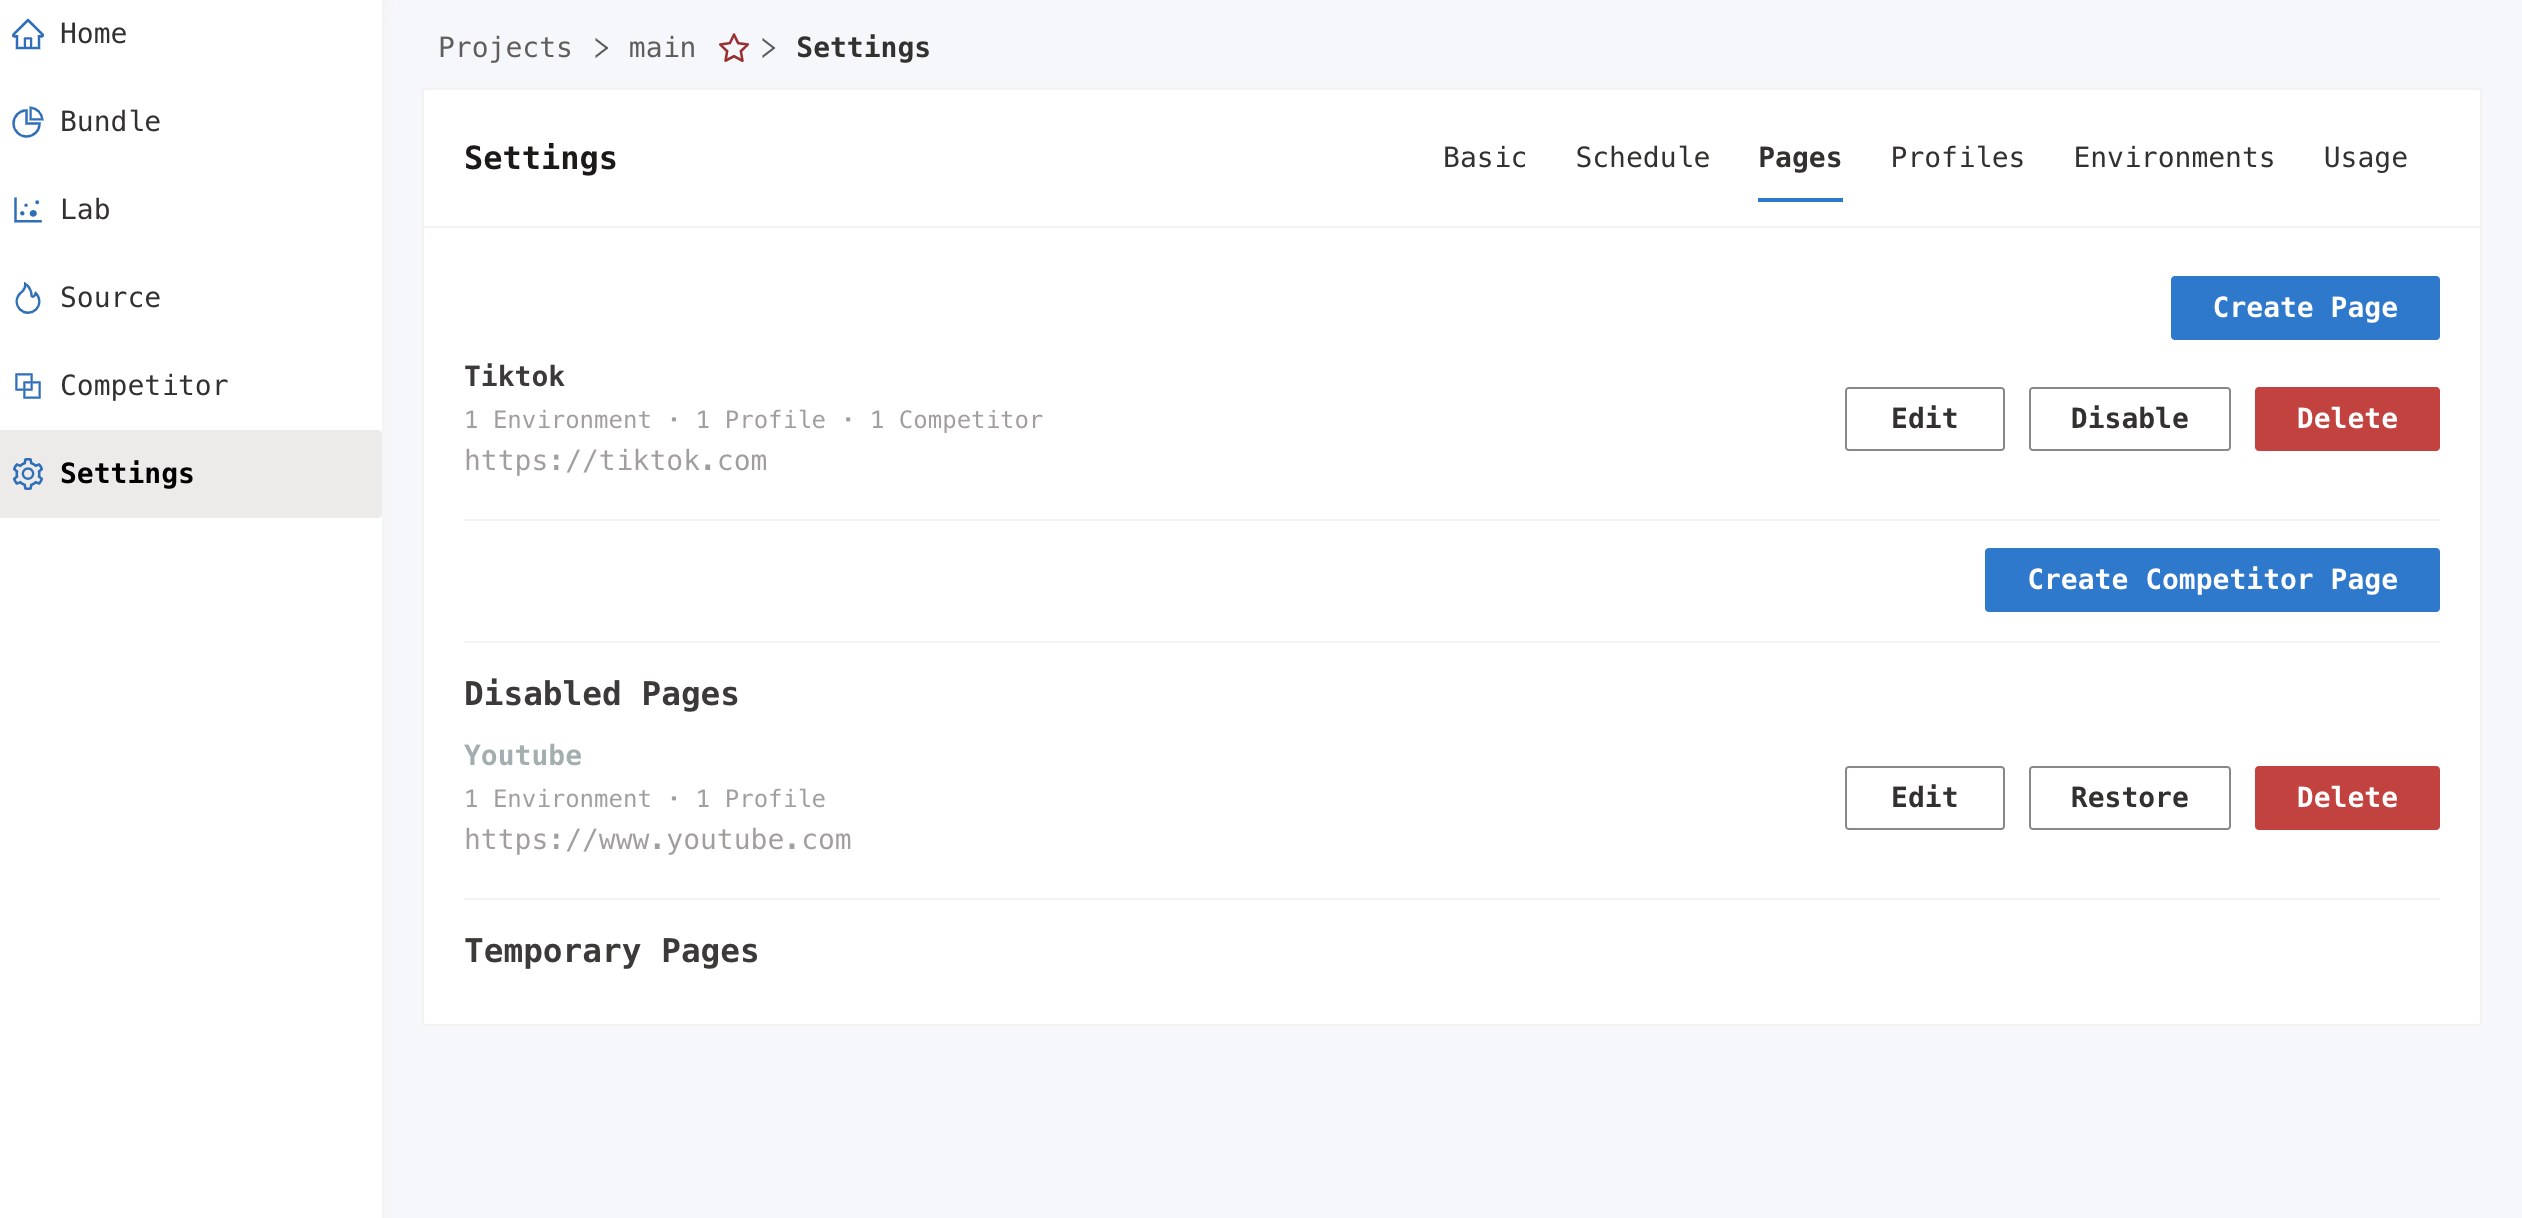 Home
Bundle
Lab
Source
Competitor
Settings
Projects > main > Settings
Settings
Basic Schedule Pages Profiles Environments Usage
Create Page
Tiktok
1 Environment · 1 Profile · 1 Competitor
https://tiktok.com
Edit Disable Delete
Create Competitor Page
Disabled Pages
Youtube
1 Environment · 1 Profile
https://www.youtube.com
Edit Restore Delete
Temporary Pages